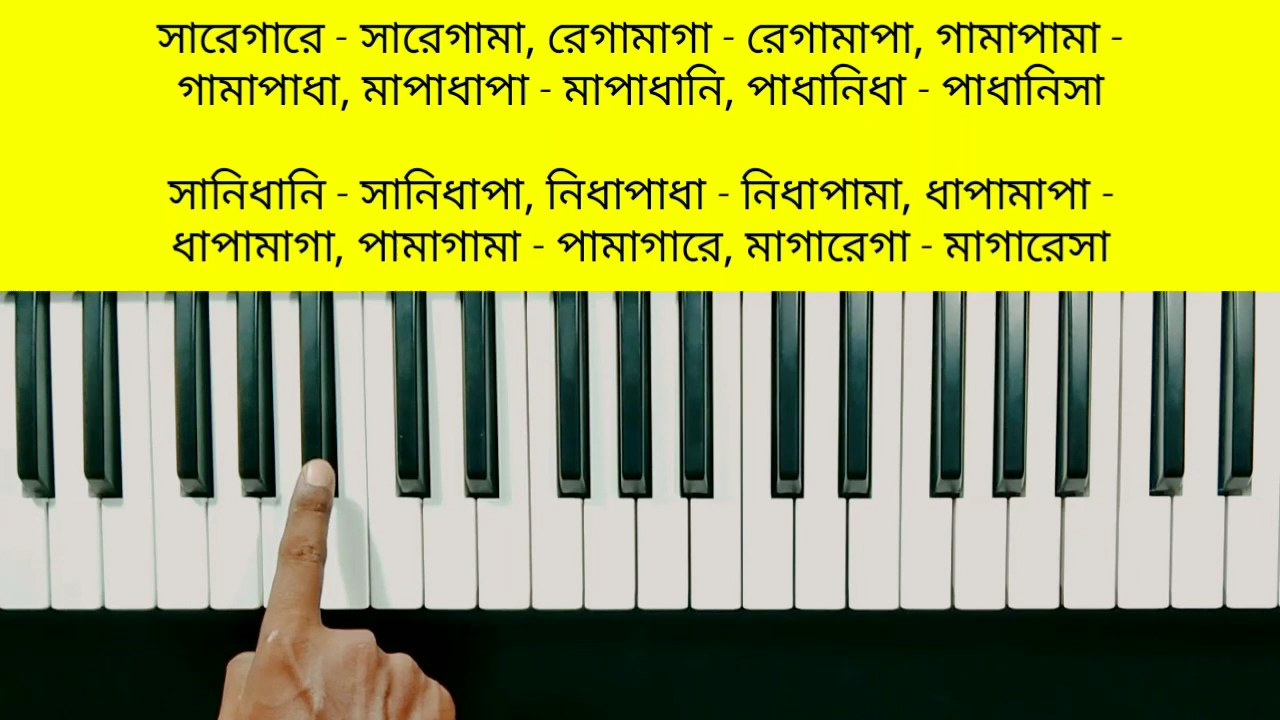 সারেগারে - সারেগামা, রেগামাগা - রেগামাপা, গামাপামা -
গামাপাধা, মাপাধাপা - মাপাধানি, পাধানিধা - পাধানিসা
সানিধানি - সানিধাপা, নিধাপাধা - নিধাপামা, ধাপামাপা -
ধাপামাগা, পামাগামা - পামাগারে, মাগারেগা - মাগারেসা